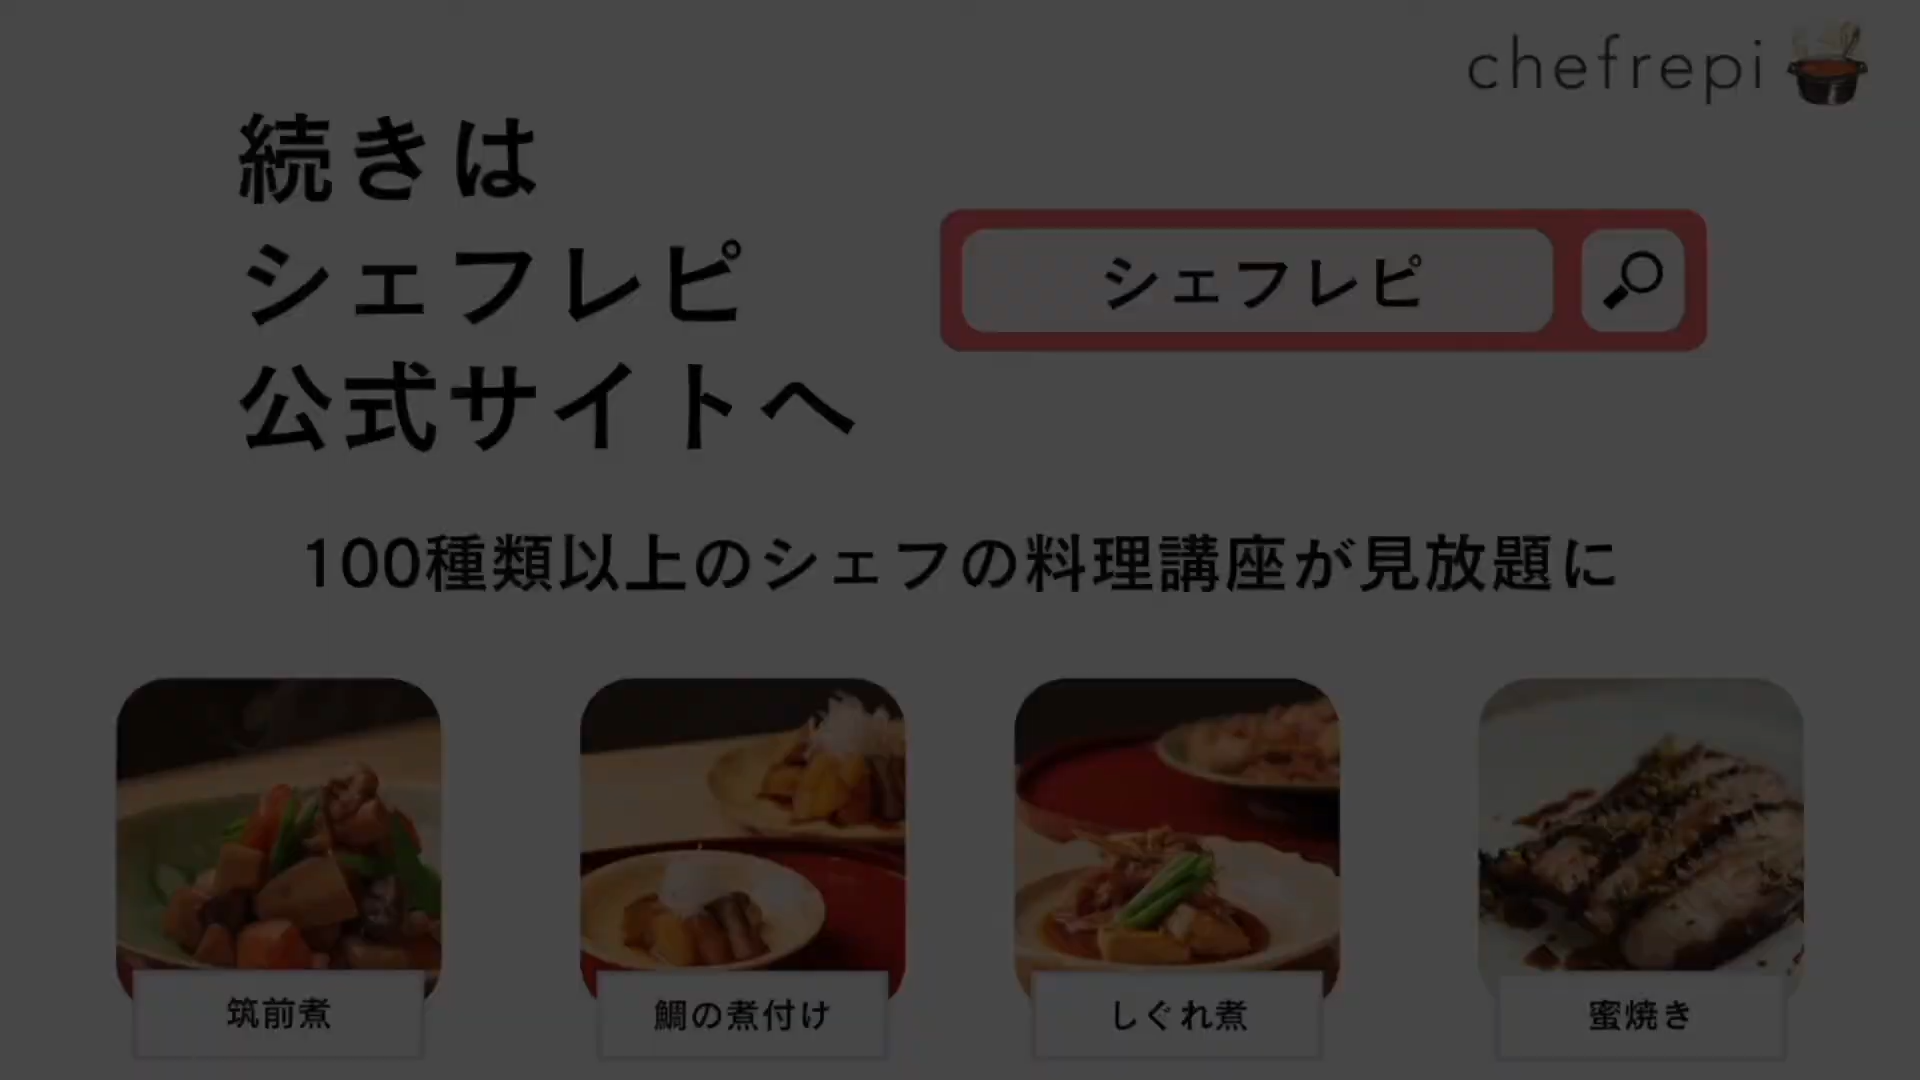 chefrepi
続きは
シェフレピ
公式サイトへ
シェフレピ
100種類以上のシェフの料理講座が見放題に
筑前煮
鯛の煮付け
しぐれ煮
蜜焼き